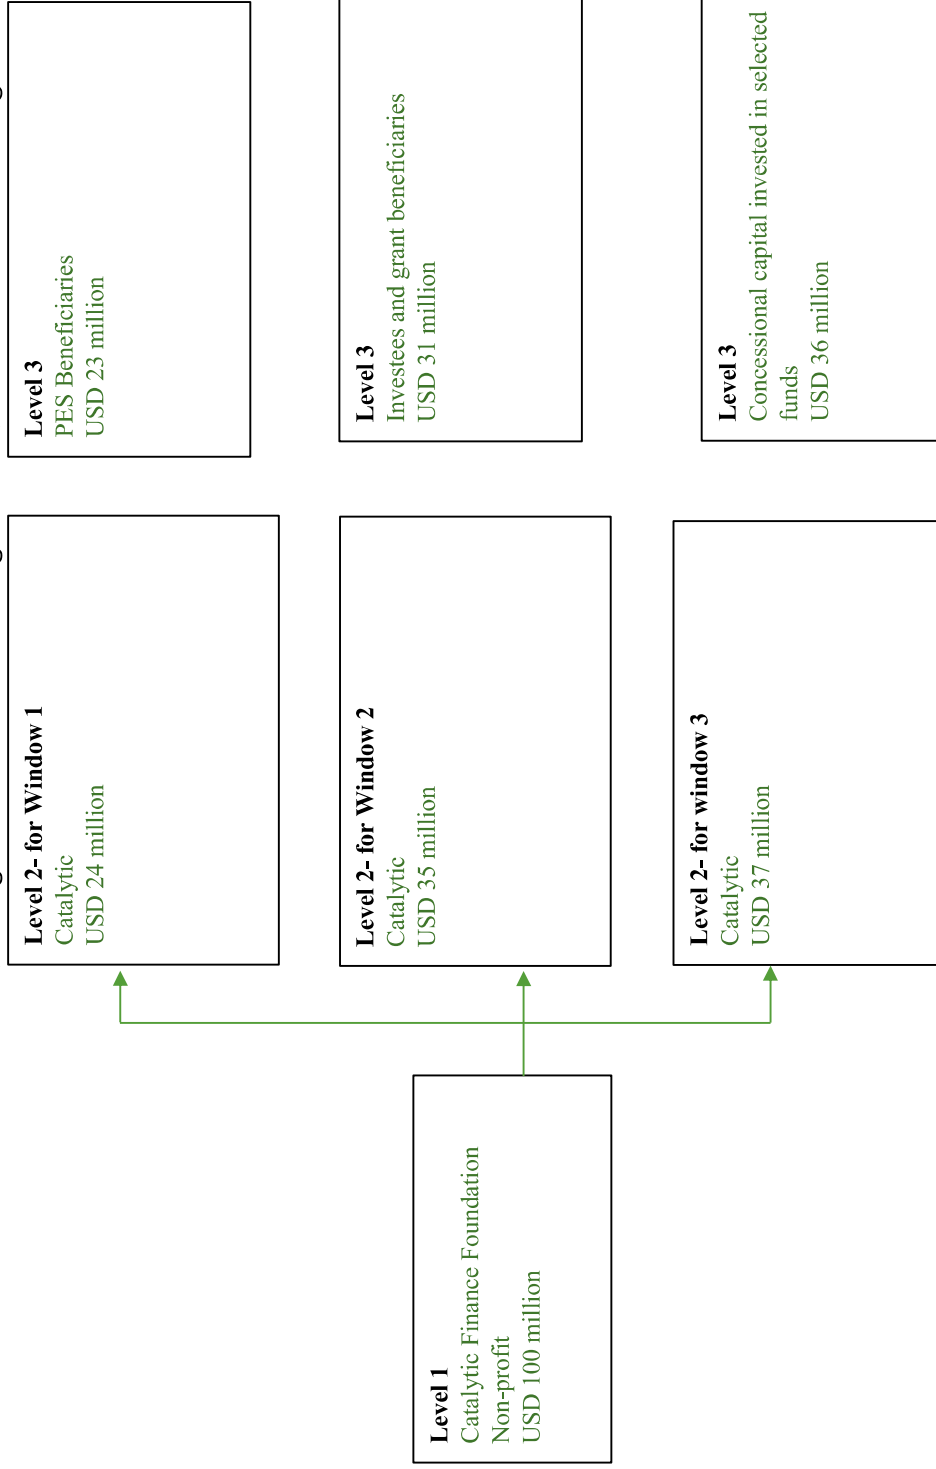 Level 1
Catalytic Finance Foundation
Non-profit
USD 100 million
Level 2- for Window 1
Catalytic
USD 24 million
Level 3
PES Beneficiaries
USD 23 million
Level 2- for Window 2
Catalytic
USD 35 million
Level 3
Investees and grant beneficiaries
USD 31 million
Level 2- for window 3
Catalytic
USD 37 million
Level 3
Concessional capital invested in selected
funds
USD 36 million